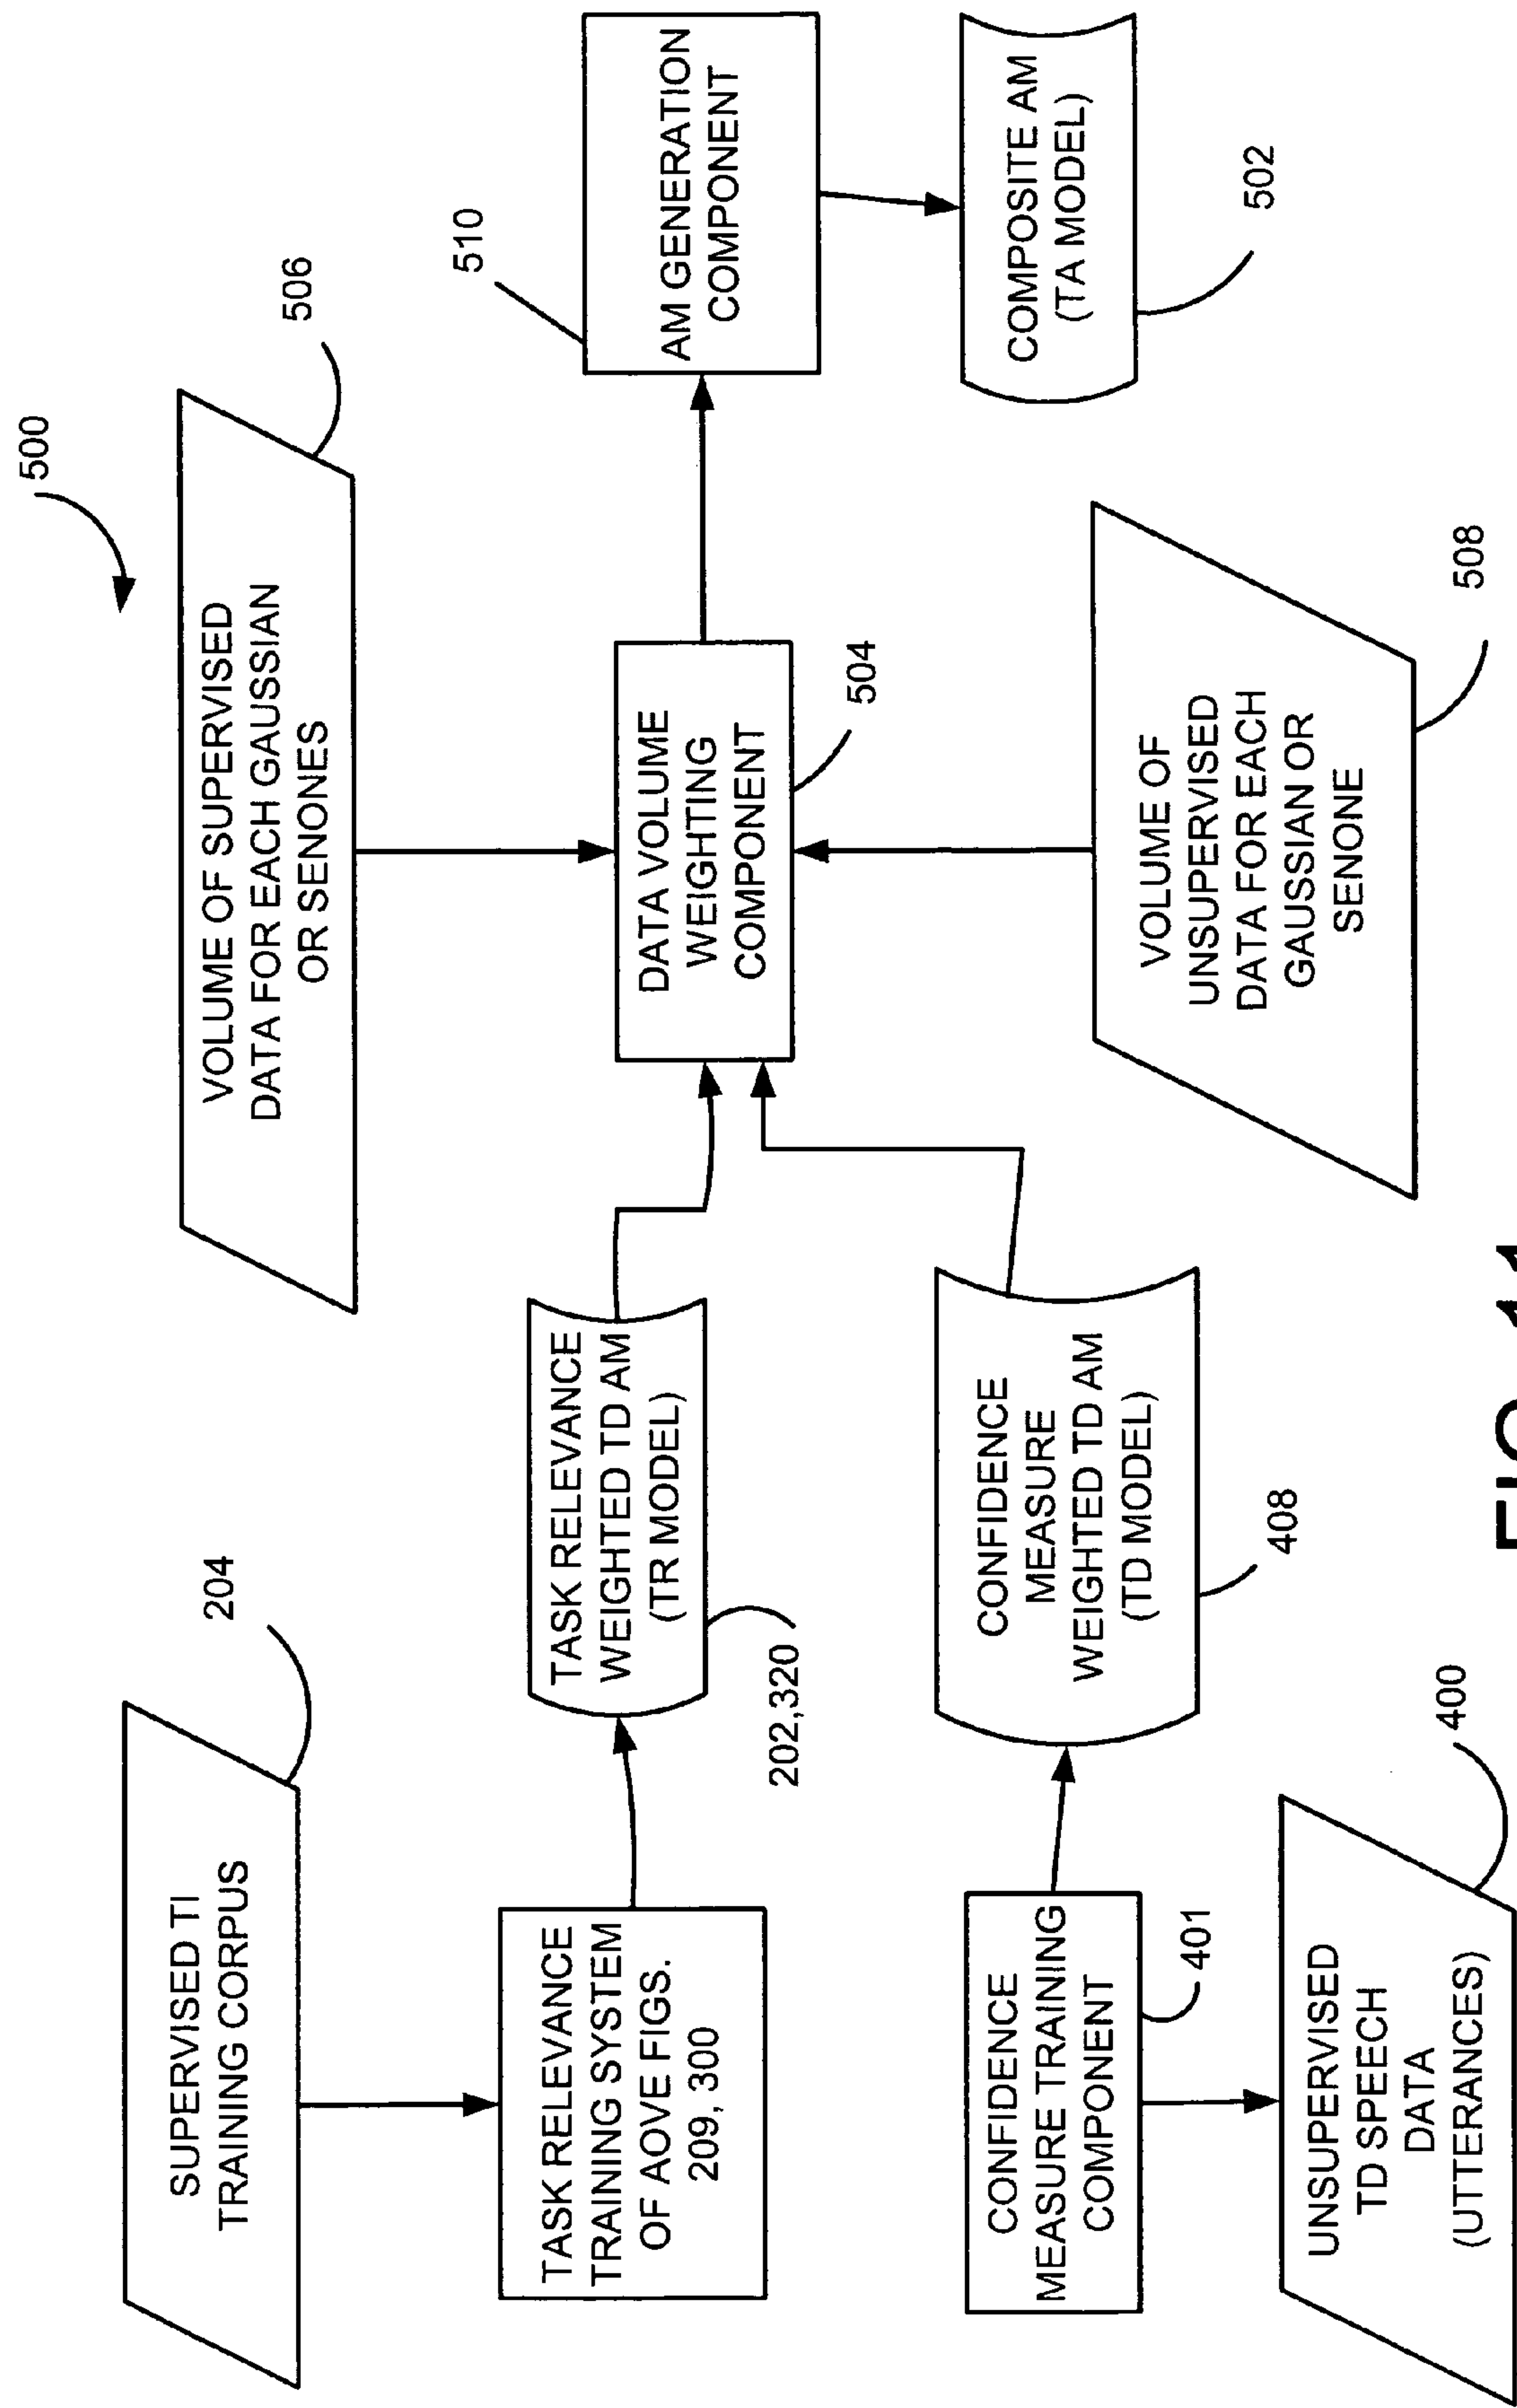 500
VOLUME OF SUPERVISED
DATA FOR EACH GAUSSIAN
OR SENONES
506
SUPERVISED TI
TRAINING CORPUS
204
TASK RELEVANCE
TRAINING SYSTEM
OF AOVE FIGS.
209, 300
TASK RELEVANCE
WEIGHTED TD AM
(TR MODEL)
202,320
DATA VOLUME
WEIGHTING
COMPONENT
504
510
AM GENERATION
COMPONENT
COMPOSITE AM
(TA MODEL)
502
CONFIDENCE
MEASURE TRAINING
COMPONENT
401
CONFIDENCE
MEASURE
WEIGHTED TD AM
(TD MODEL)
408
VOLUME OF
UNSUPERVISED
DATA FOR EACH
GAUSSIAN OR
SENONE
508
UNSUPERVISED
TD SPEECH
DATA
(UTTERANCES)
400
FIG. 11